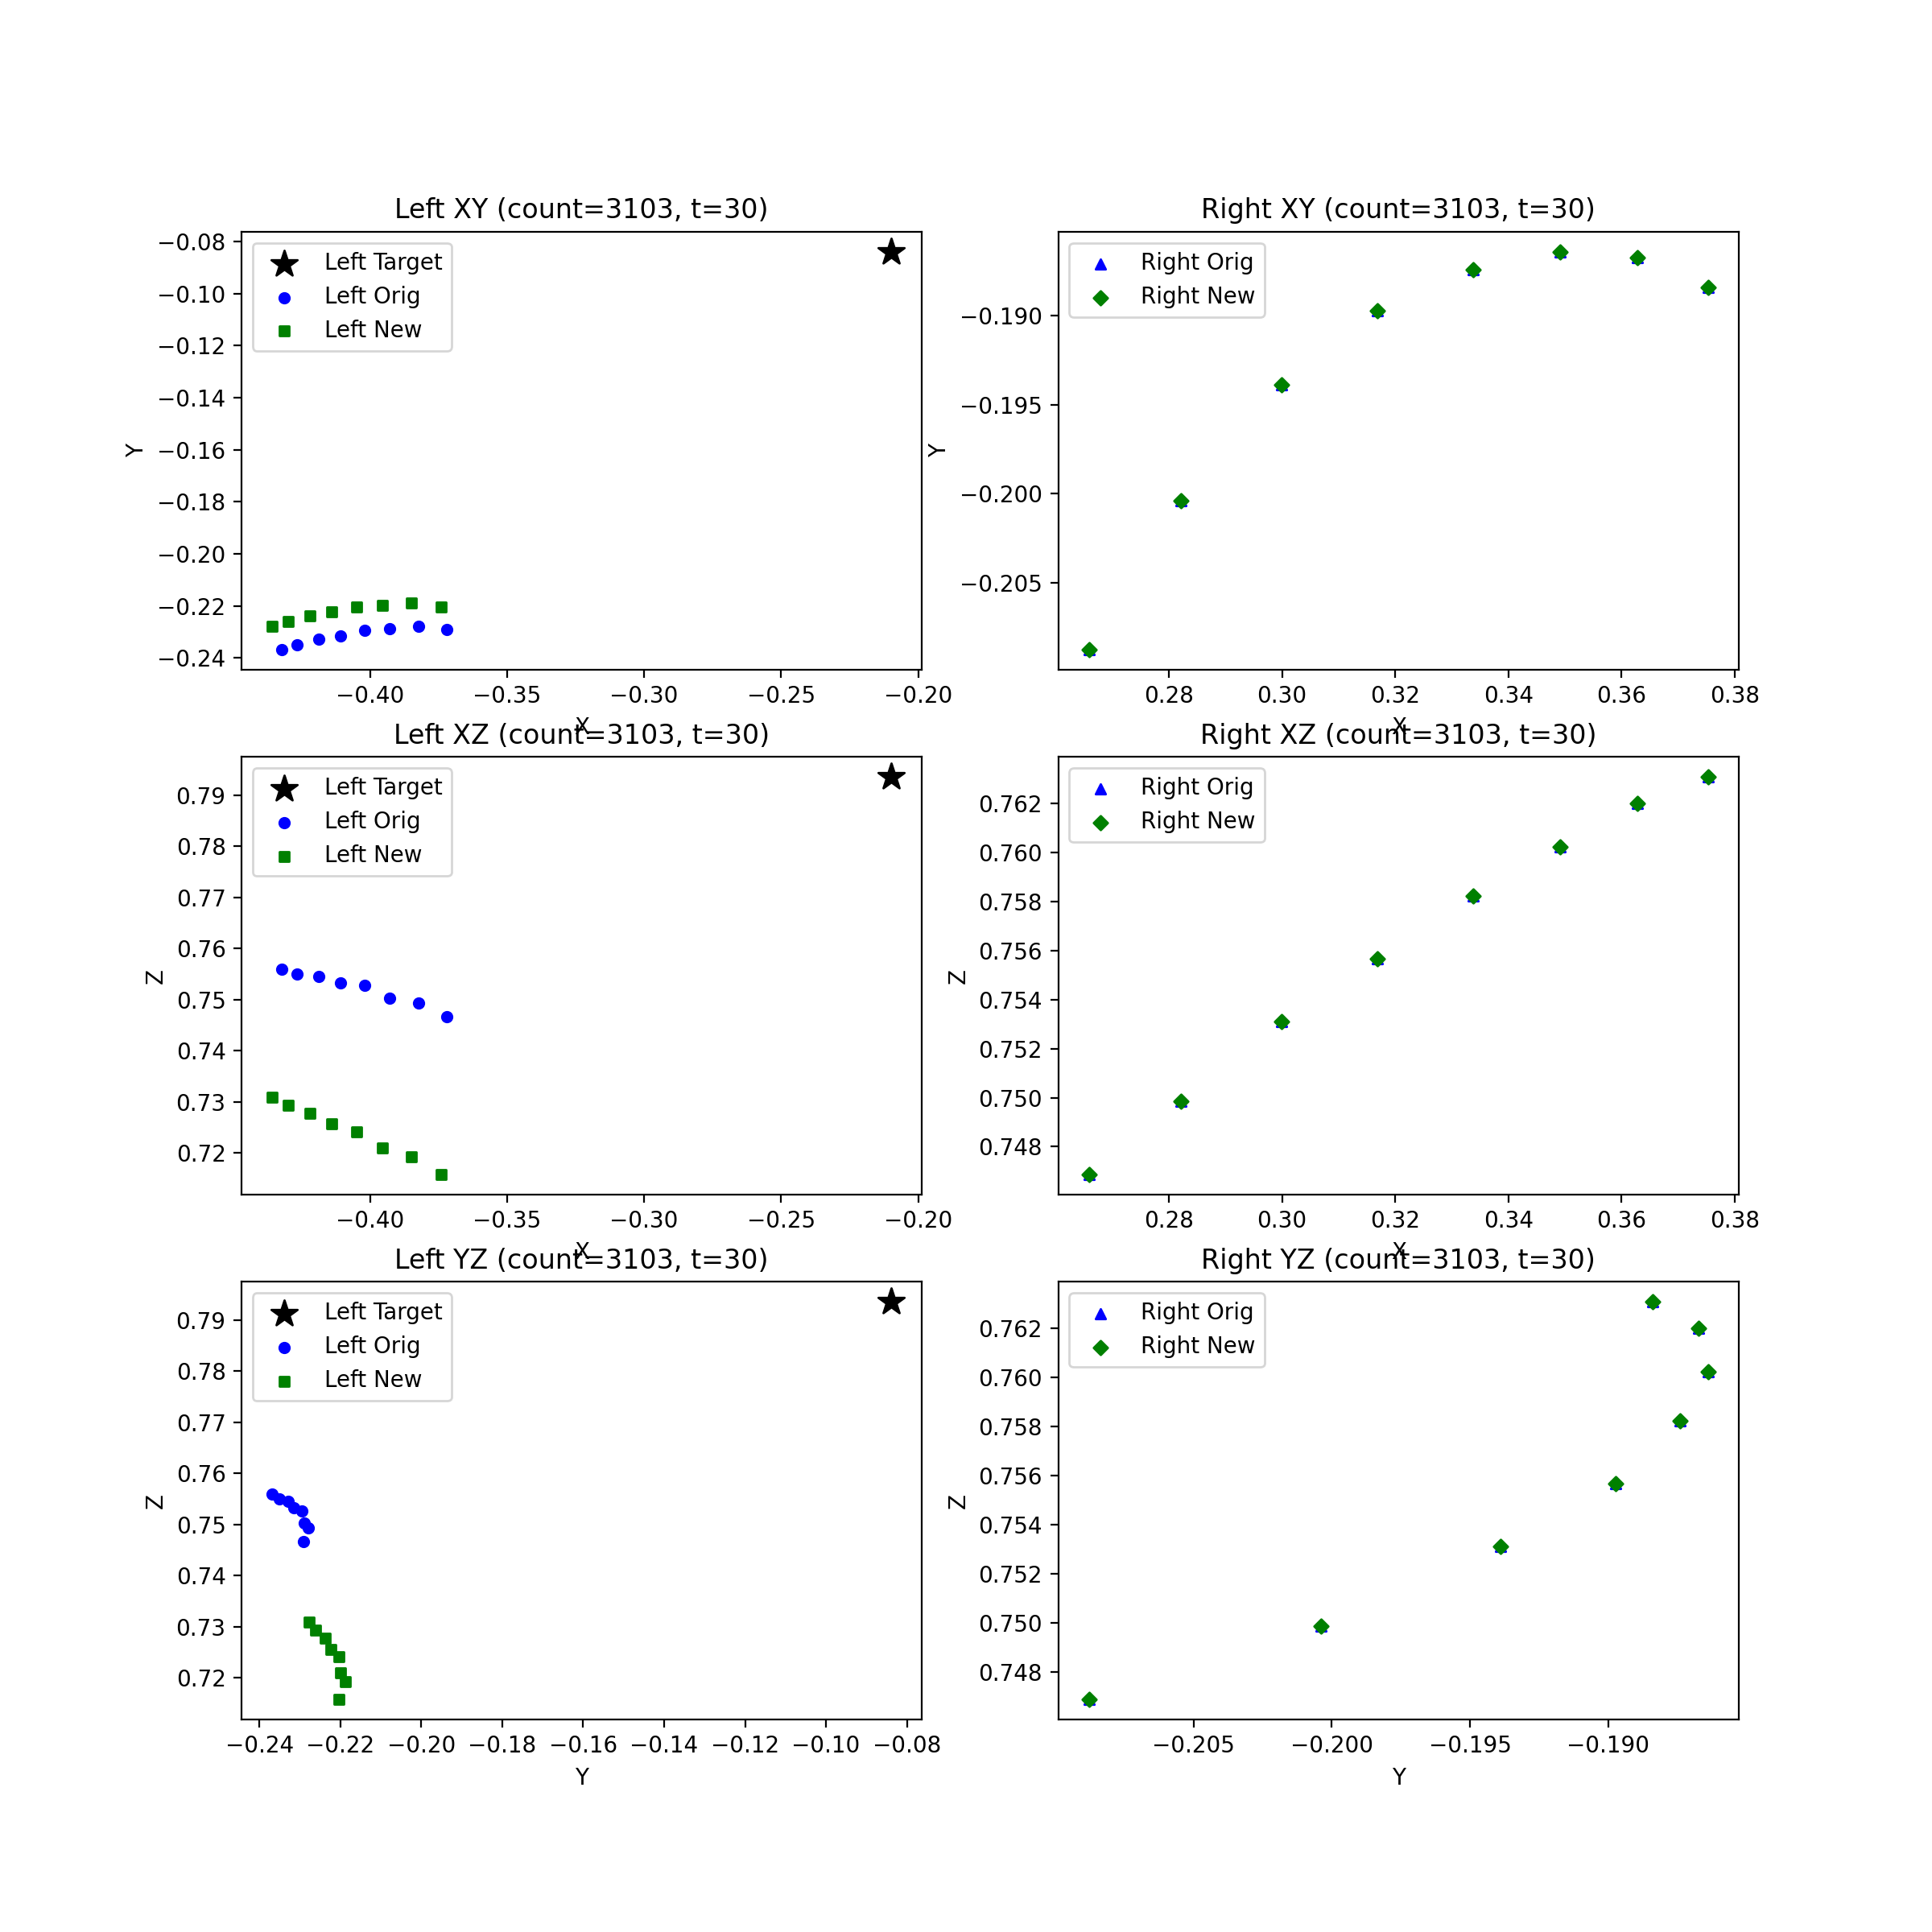 Left XY (count=3103, t=30)
Left Target
Left Orig
Left New
−0.08
−0.10
−0.12
−0.14
−0.16
−0.18
−0.20
−0.22
−0.24
Y
−0.40
−0.35
−0.30
−0.25
−0.20
X
Right XY (count=3103, t=30)
Right Orig
Right New
−0.190
−0.195
−0.200
−0.205
Y
0.28
0.30
0.32
0.34
0.36
0.38
X
Left XZ (count=3103, t=30)
Left Target
Left Orig
Left New
0.79
0.78
0.77
0.76
0.75
0.74
0.73
0.72
Z
−0.40
−0.35
−0.30
−0.25
−0.20
X
Right XZ (count=3103, t=30)
Right Orig
Right New
0.762
0.760
0.758
0.756
0.754
0.752
0.750
0.748
Z
0.28
0.30
0.32
0.34
0.36
0.38
X
Left YZ (count=3103, t=30)
Left Target
Left Orig
Left New
0.79
0.78
0.77
0.76
0.75
0.74
0.73
0.72
Z
−0.24
−0.22
−0.20
−0.18
−0.16
−0.14
−0.12
−0.10
−0.08
Y
Right YZ (count=3103, t=30)
Right Orig
Right New
0.762
0.760
0.758
0.756
0.754
0.752
0.750
0.748
Z
−0.205
−0.200
−0.195
−0.190
Y